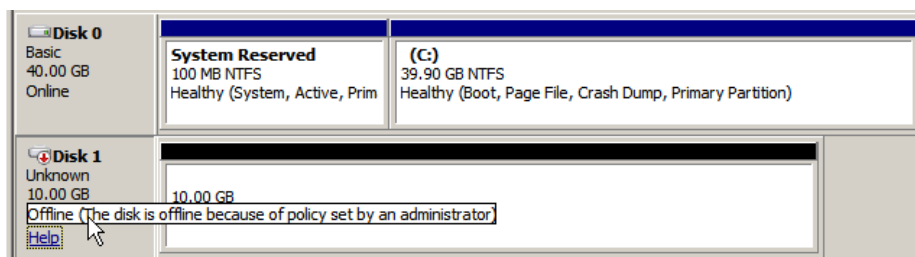 Disk 0
Basic
40.00 GB
Online
System Reserved
100 MB NTFS
Healthy (System, Active, Prim
(C:)
39.90 GB NTFS
Healthy (Boot, Page File, Crash Dump, Primary Partition)
Disk 1
Unknown
10.00 GB
Offline (The disk is offline because of policy set by an administrator)
Help
10.00 GB